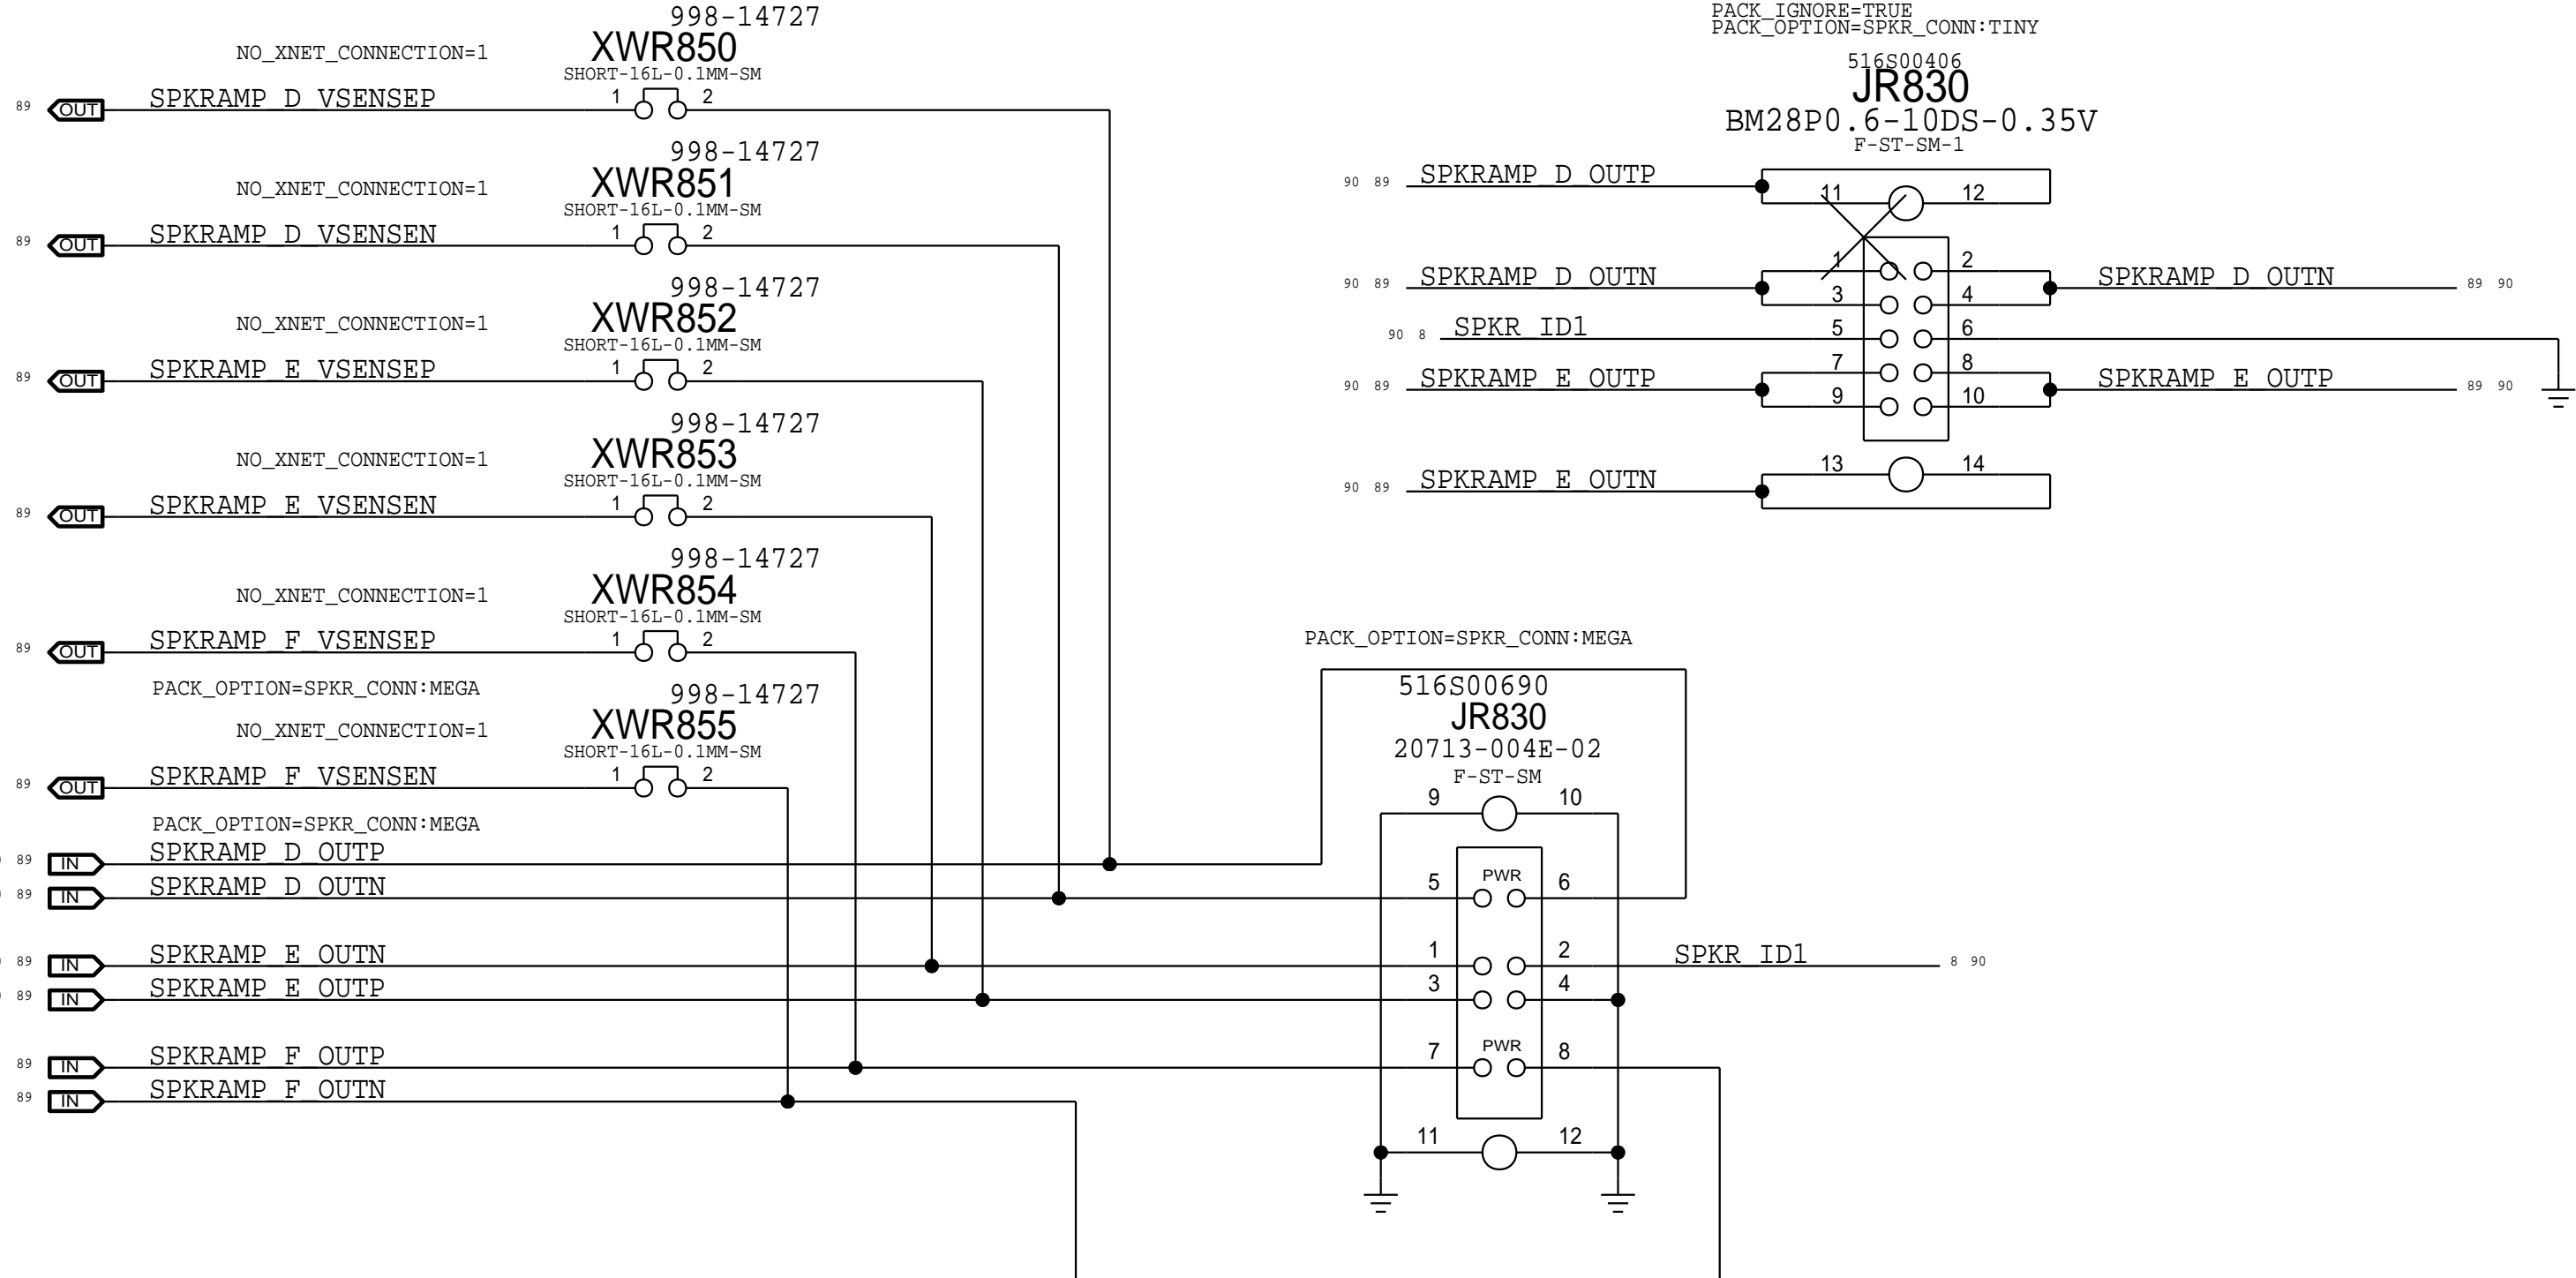 998-14727
NO_XNET_CONNECTION=1
XWR850
SHORT-16L-0.1MM-SM
89 OUT SPKRAMP_D_VSENSEP 1 2
998-14727
NO_XNET_CONNECTION=1
XWR851
SHORT-16L-0.1MM-SM
89 OUT SPKRAMP_D_VSENSEN 1 2
998-14727
NO_XNET_CONNECTION=1
XWR852
SHORT-16L-0.1MM-SM
89 OUT SPKRAMP_E_VSENSEP 1 2
998-14727
NO_XNET_CONNECTION=1
XWR853
SHORT-16L-0.1MM-SM
89 OUT SPKRAMP_E_VSENSEN 1 2
998-14727
NO_XNET_CONNECTION=1
XWR854
SHORT-16L-0.1MM-SM
89 OUT SPKRAMP_F_VSENSEP 1 2
PACK_OPTION=SPKR_CONN:MEGA
998-14727
NO_XNET_CONNECTION=1
XWR855
SHORT-16L-0.1MM-SM
89 OUT SPKRAMP_F_VSENSEN 1 2
PACK_OPTION=SPKR_CONN:MEGA
89 IN SPKRAMP_D_OUTP
89 IN SPKRAMP_D_OUTN
89 IN SPKRAMP_E_OUTN
89 IN SPKRAMP_E_OUTP
89 IN SPKRAMP_F_OUTP
89 IN SPKRAMP_F_OUTN
PACK_IGNORE=TRUE
PACK_OPTION=SPKR_CONN:TINY
516S00406
JR830
BM28P0.6-10DS-0.35V
F-ST-SM-1
90 89 SPKRAMP_D_OUTP 11 12
90 89 SPKRAMP_D_OUTN 1 2 SPKRAMP_D_OUTN 89 90
3 4
90 8 SPKR_ID1 5 6
90 89 SPKRAMP_E_OUTP 7 8 SPKRAMP_E_OUTP 89 90
9 10
90 89 SPKRAMP_E_OUTN 13 14
PACK_OPTION=SPKR_CONN:MEGA
516S00690
JR830
20713-004E-02
F-ST-SM
9 10
5 PWR 6
1 2 SPKR_ID1 8 90
3 4
7 PWR 8
11 12